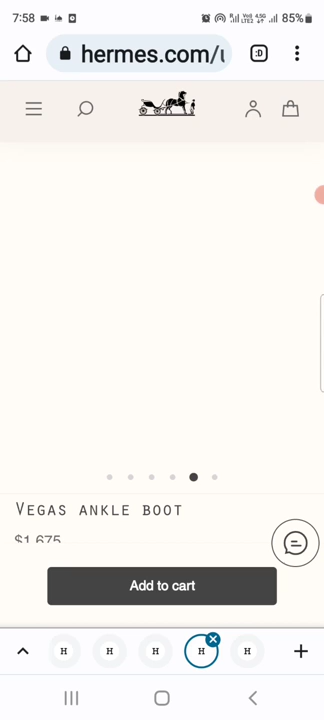 7:58
85%
hermes.com/u
:D
VEGAS ANKLE BOOT
$1,675
Add to cart
H
H
H
H
H